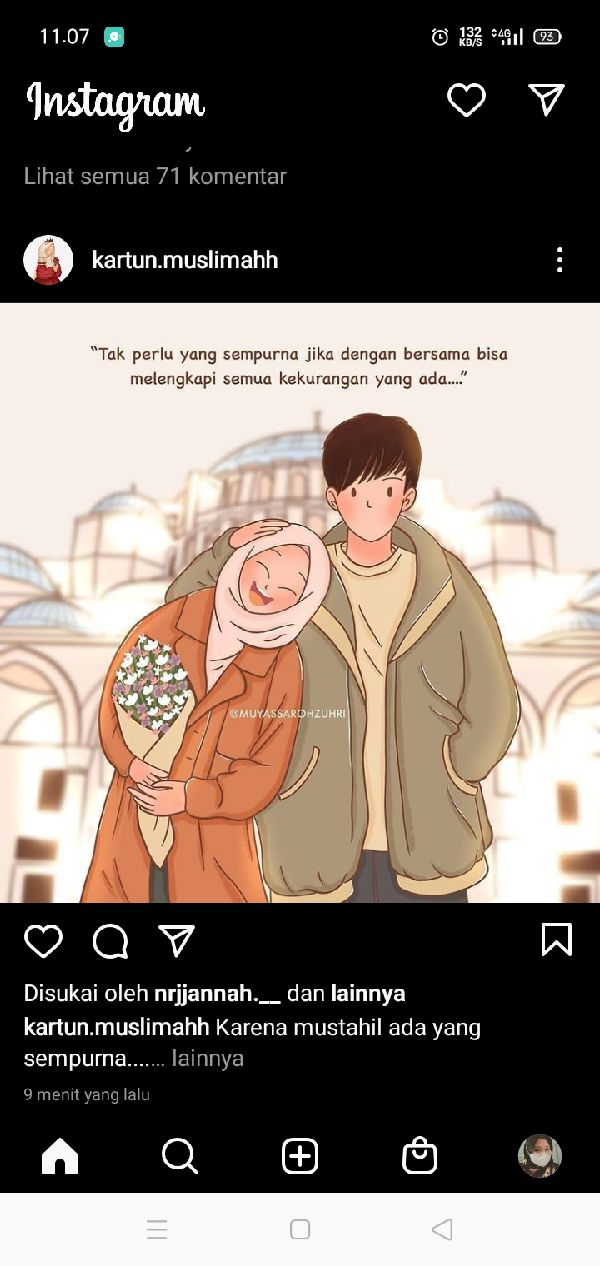 11.07
132
KB/S
4G
93
Instagram
Lihat semua 71 komentar
kartun.muslimahh
“Tak perlu yang sempurna jika dengan bersama bisa
melengkapi semua kekurangan yang ada....”
@MUYASSAROHZUHRI
Disukai oleh nrjjannah.__ dan lainnya
kartun.muslimahh Karena mustahil ada yang
sempurna....... lainnya
9 menit yang lalu